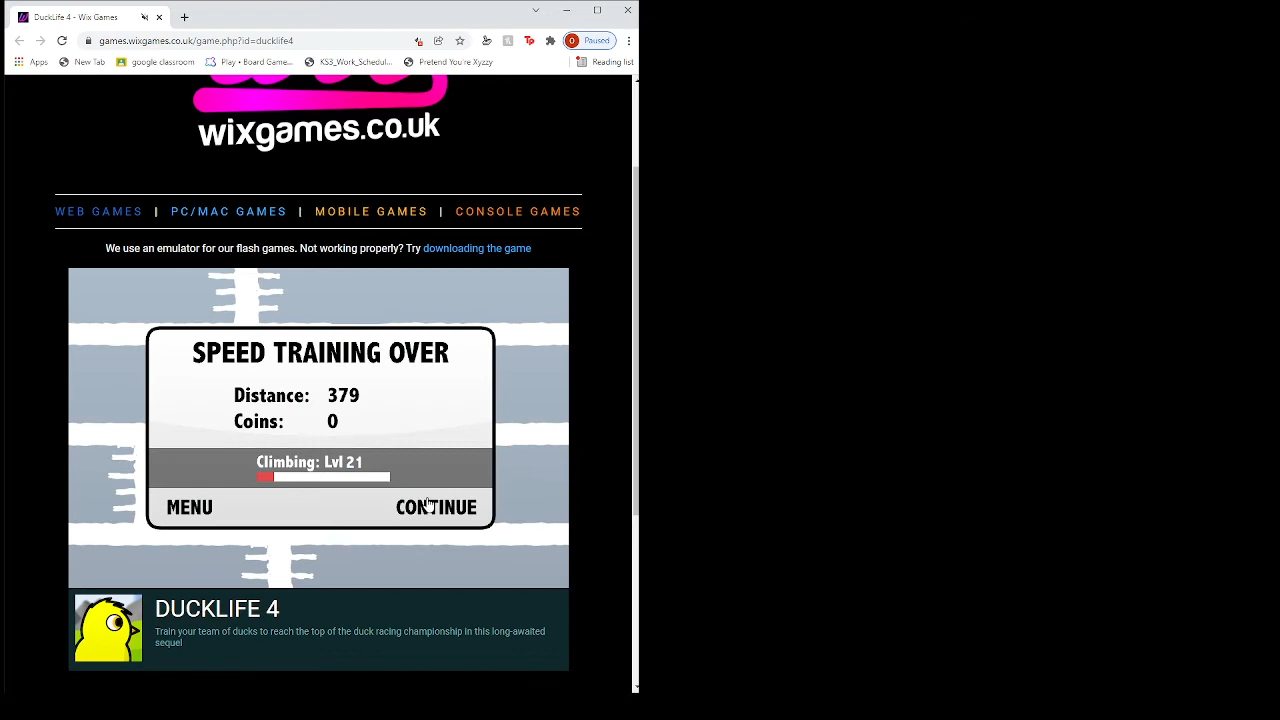 DuckLife 4 - Wix Games
games.wixgames.co.uk/game.php?id=ducklife4
Paused
Apps
New Tab
google classroom
Play • Board Game...
KS3_Work_Schedul...
Pretend You're Xyzzy
Reading list
wixgames.co.uk
WEB GAMES | PC/MAC GAMES | MOBILE GAMES | CONSOLE GAMES
We use an emulator for our flash games. Not working properly? Try downloading the game
SPEED TRAINING OVER
Distance: 379
Coins: 0
Climbing: Lvl 21
MENU CONTINUE
DUCKLIFE 4
Train your team of ducks to reach the top of the duck racing championship in this long-awaited
sequel